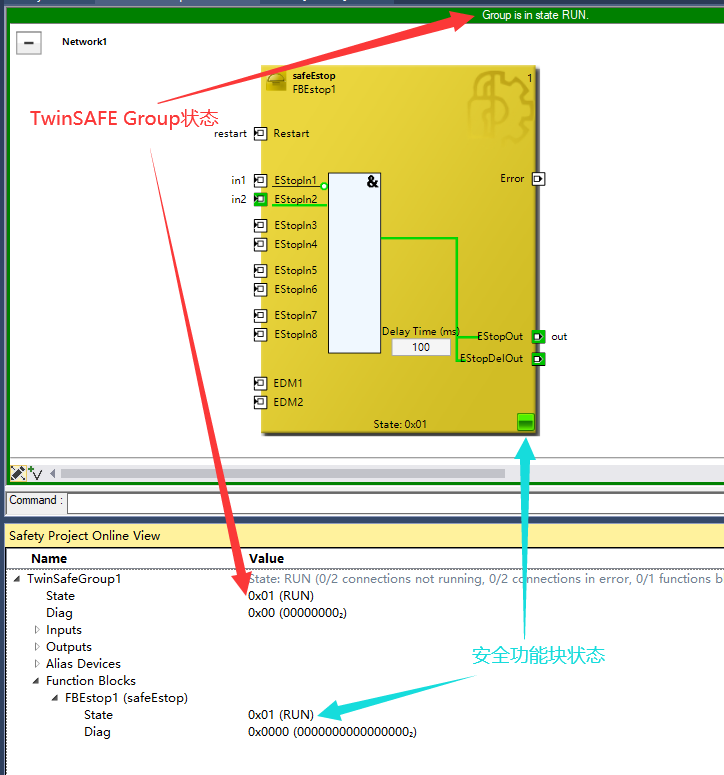 Group is in state RUN.
Network1
safeEstop
1
FBEstop1
TwinSAFE Group状态
restart Restart
in1 EStopIn1 & Error
in2 EStopIn2
EStopIn3
EStopIn4
EStopIn5
EStopIn6
EStopIn7
EStopIn8
Delay Time (ms)
100
EStopOut out
EStopDelOut
EDM1
EDM2
State: 0x01
Command :
Safety Project Online View
Name Value
TwinSafeGroup1 State: RUN (0/2 connections not running, 0/2 connections in error, 0/1 functions b
State 0x01 (RUN)
Diag 0x00 (00000000₂)
Inputs
Outputs
Alias Devices
安全功能块状态
Function Blocks
FBEstop1 (safeEstop)
State 0x01 (RUN)
Diag 0x0000 (0000000000000000₂)